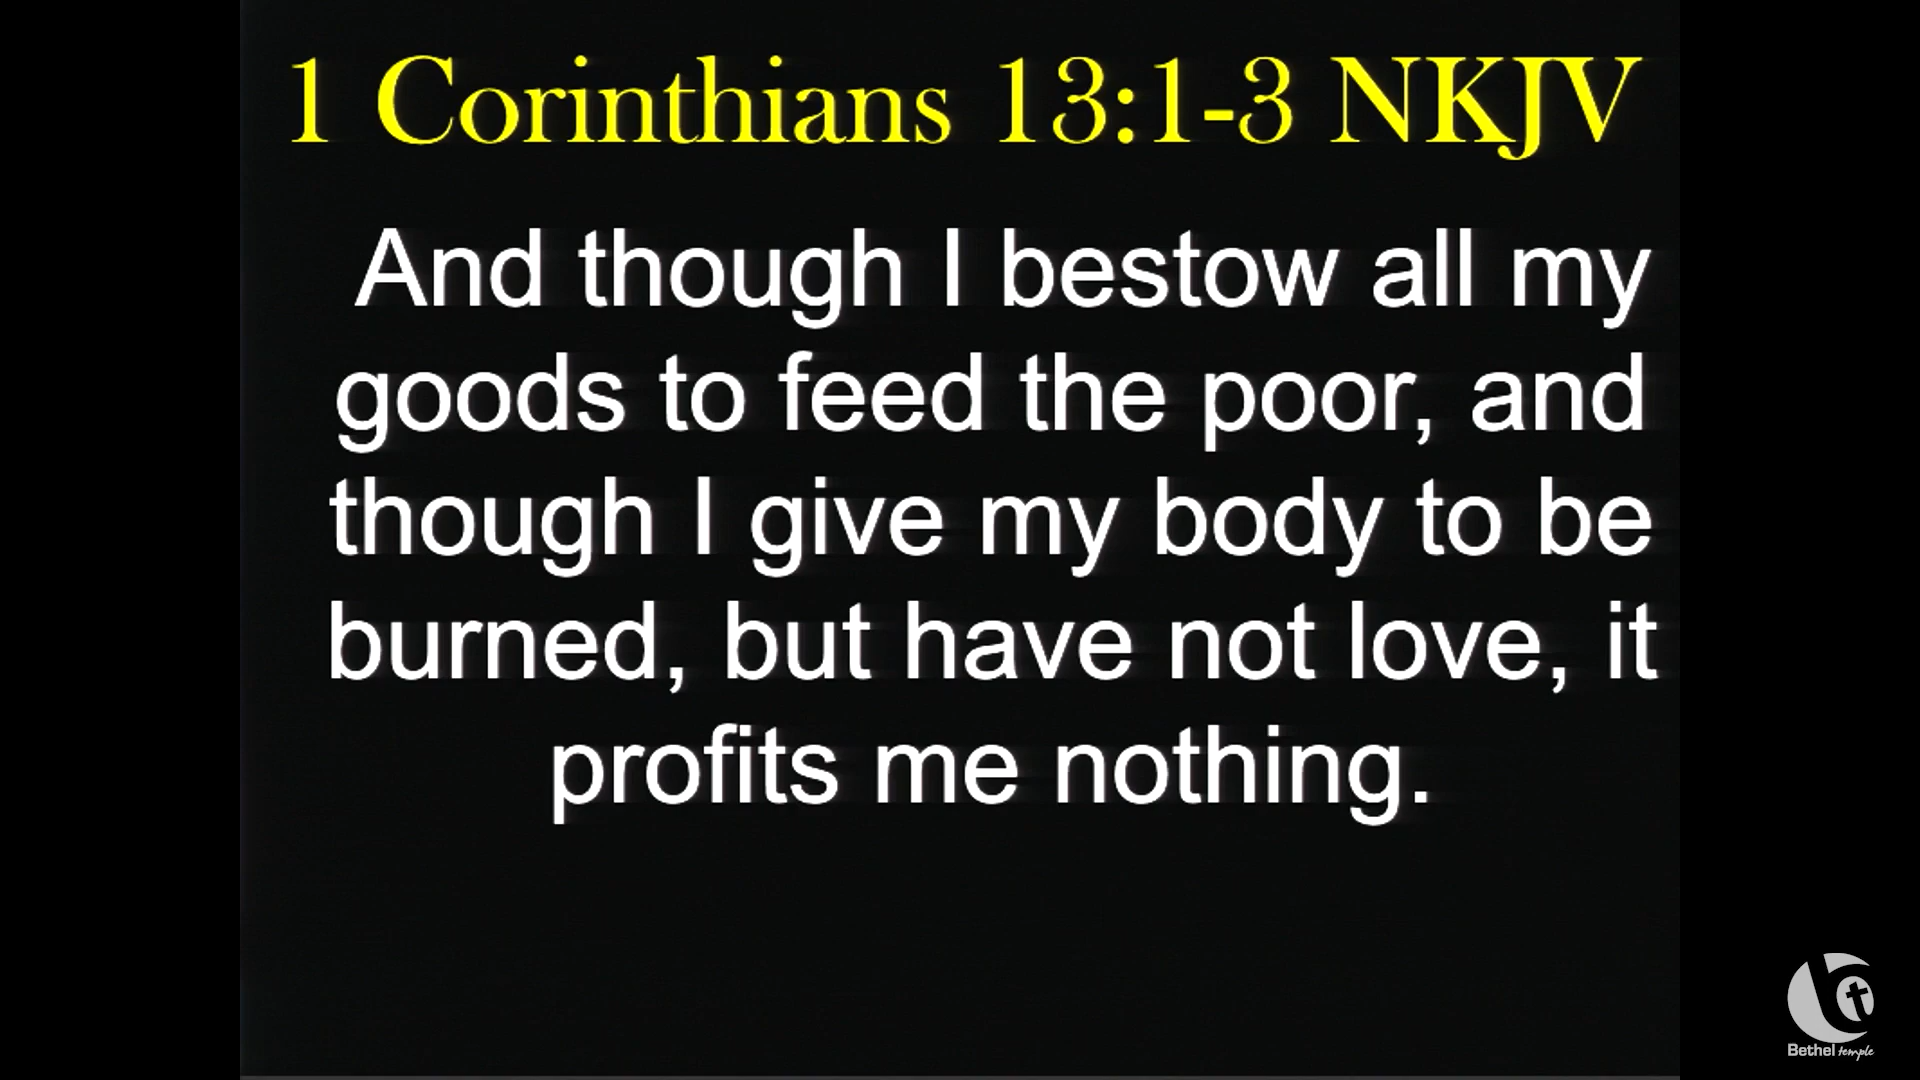 1 Corinthians 13:1-3 NKJV
And though I bestow all my
goods to feed the poor, and
though I give my body to be
burned, but have not love, it
profits me nothing.
Bethel temple